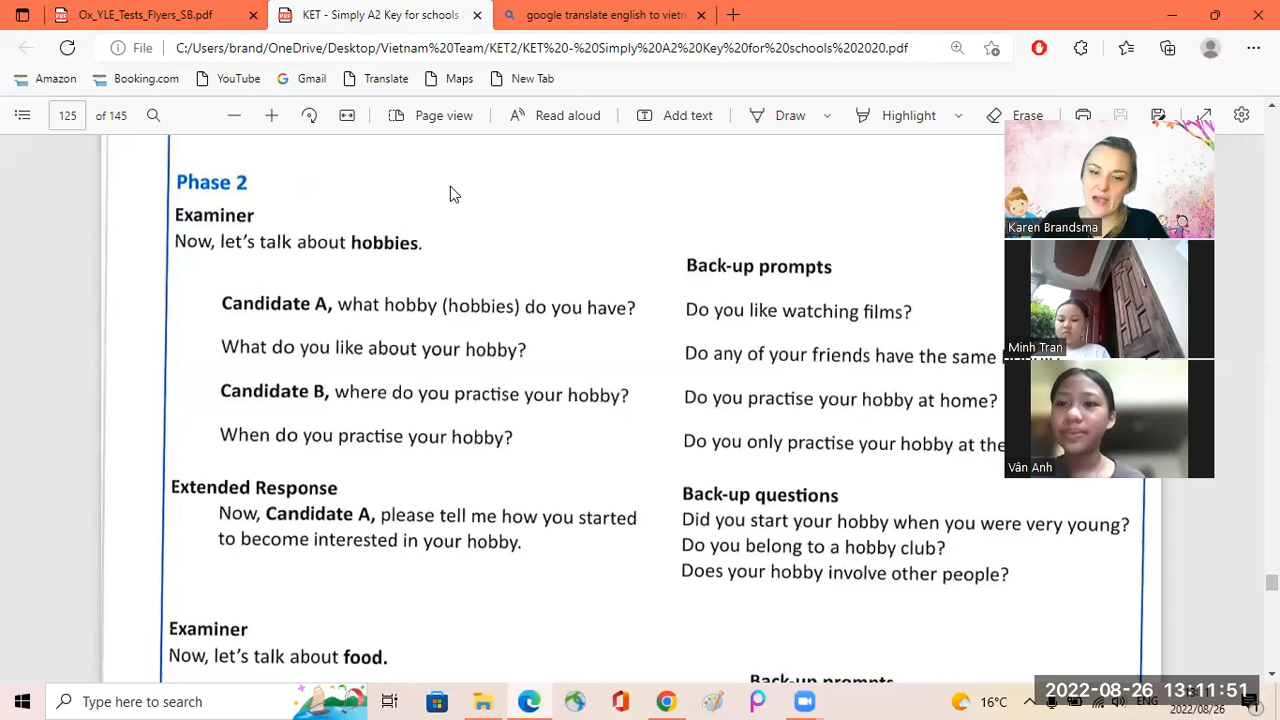 Ox_YLE_Tests_Flyers_SB.pdf
KET - Simply A2 Key for schools
google translate english to vietn
File
C:/Users/brand/OneDrive/Desktop/Vietnam%20Team/KET2/KET%20-%20Simply%20A2%20Key%20for%20schools%202020.pdf
Amazon
Booking.com
YouTube
Gmail
Translate
Maps
New Tab
125 of 145
Page view
Read aloud
Add text
Draw
Highlight
Erase
Phase 2
Examiner
Now, let's talk about hobbies.
Back-up prompts
Candidate A, what hobby (hobbies) do you have?
Do you like watching films?
What do you like about your hobby?
Do any of your friends have the same
Candidate B, where do you practise your hobby?
Do you practise your hobby at home?
When do you practise your hobby?
Do you only practise your hobby at the
Extended Response
Now, Candidate A, please tell me how you started
to become interested in your hobby.
Back-up questions
Did you start your hobby when you were very young?
Do you belong to a hobby club?
Does your hobby involve other people?
Examiner
Now, let's talk about food.
Back-up prompts
Karen Brandsma
Minh Tran
Vân Anh
Type here to search
16°C
ENG
2022-08-26 13:11:51
2022/08/26